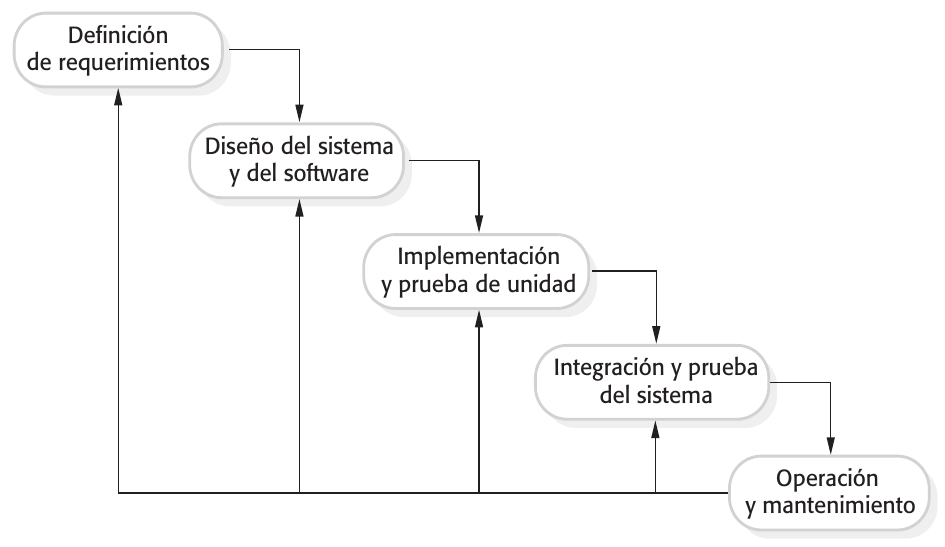 Definición
de requerimientos
Diseño del sistema
y del software
Implementación
y prueba de unidad
Integración y prueba
del sistema
Operación
y mantenimiento